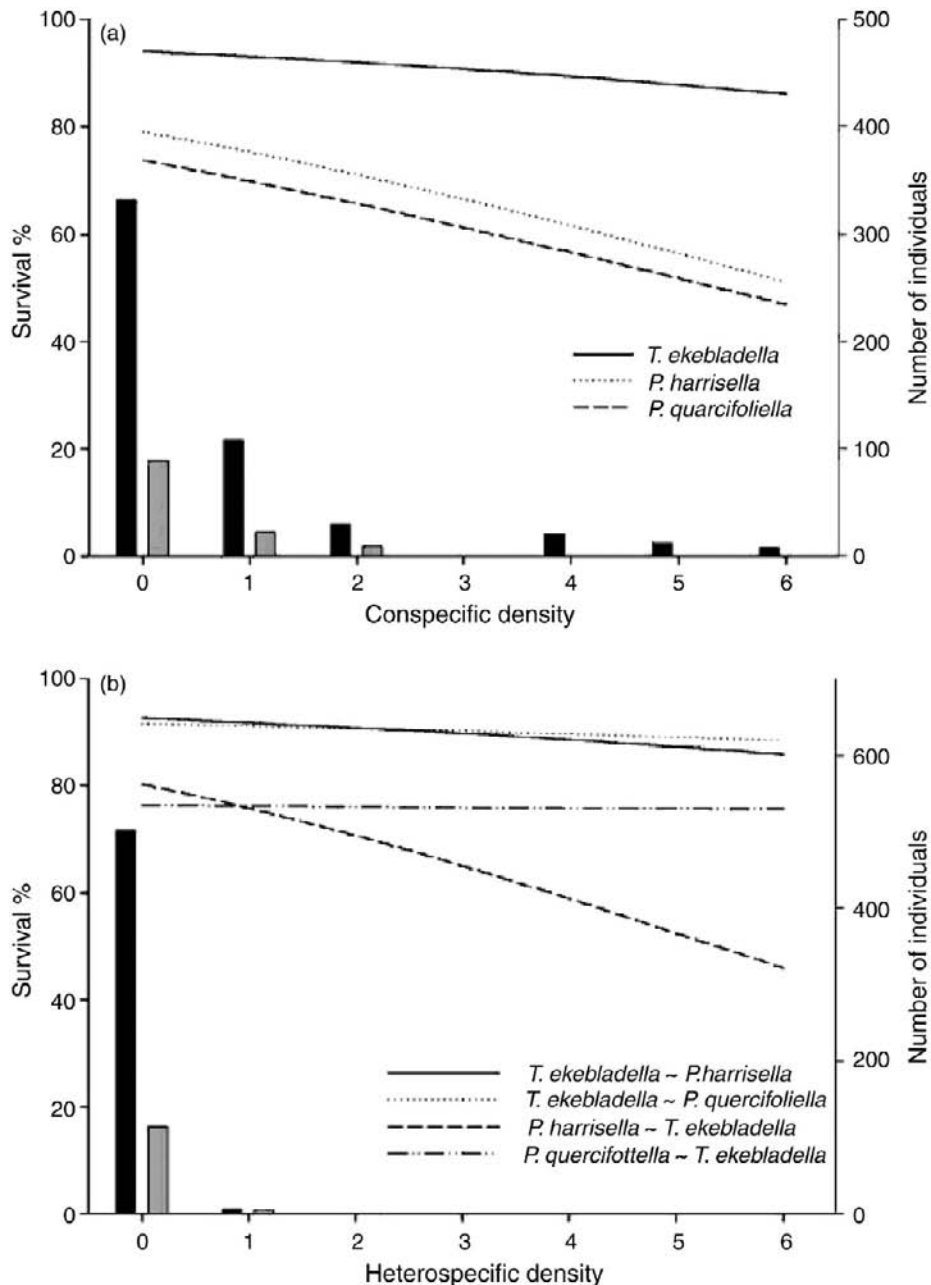 (a)
100
80
60
40
20
0
Survival %
500
400
300
200
100
0
Number of individuals
T. ekebladella
P. harrisella
P. quarcifoliella
0 1 2 3 4 5 6
Conspecific density
(b)
100
80
60
40
20
0
Survival %
600
400
200
0
Number of individuals
T. ekebladella ~ P.harrisella
T. ekebladella ~ P. quercifoliella
P. harrisella ~ T. ekebladella
P. quercifottella ~ T. ekebladella
0 1 2 3 4 5 6
Heterospecific density